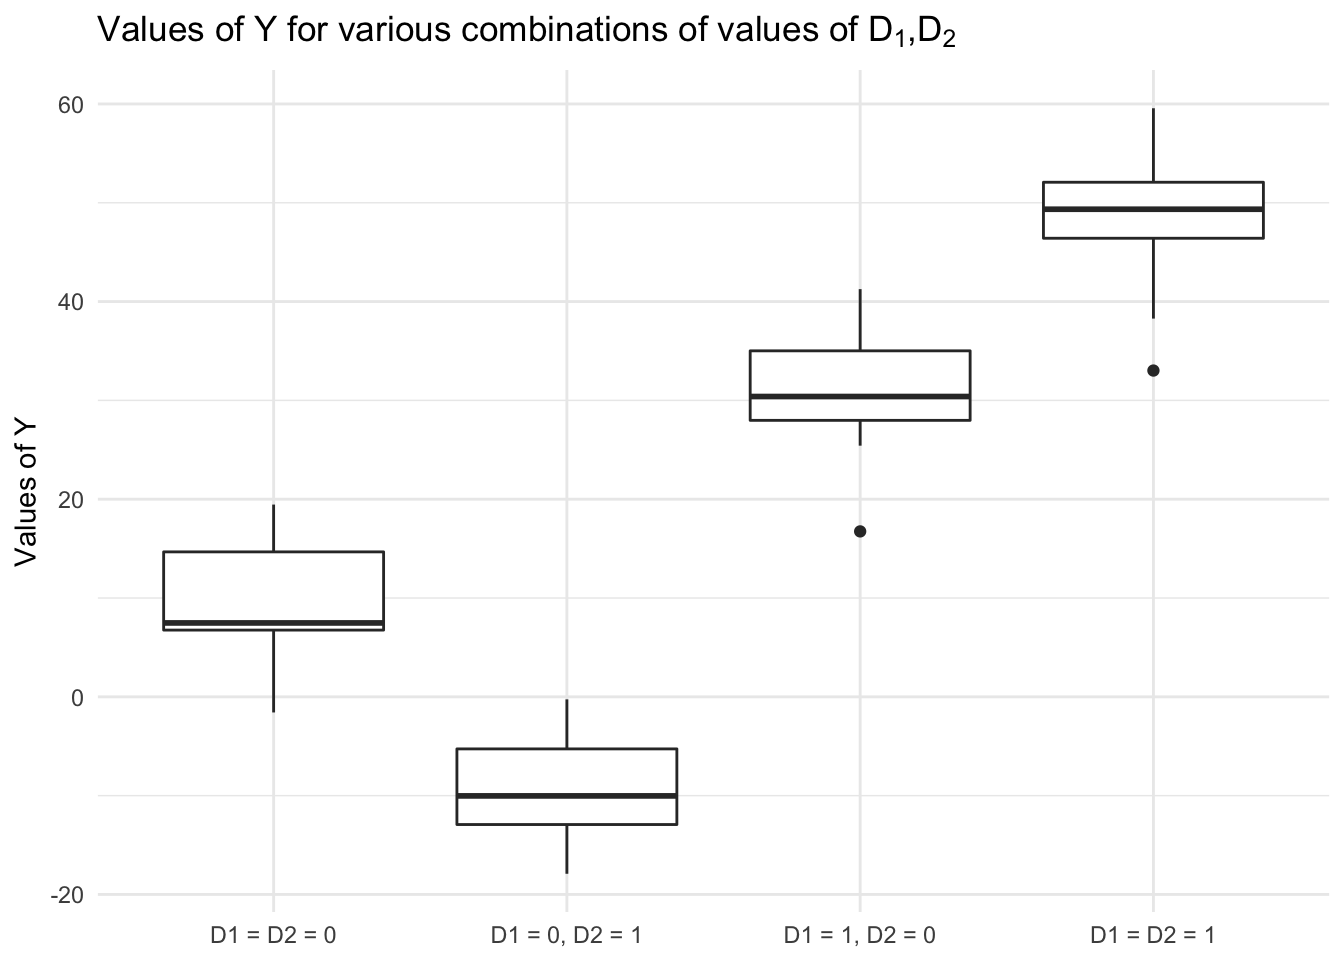 Values of Y for various combinations of values of D₁,D₂
60
40
20
0
-20
Values of Y
D1 = D2 = 0
D1 = 0, D2 = 1
D1 = 1, D2 = 0
D1 = D2 = 1